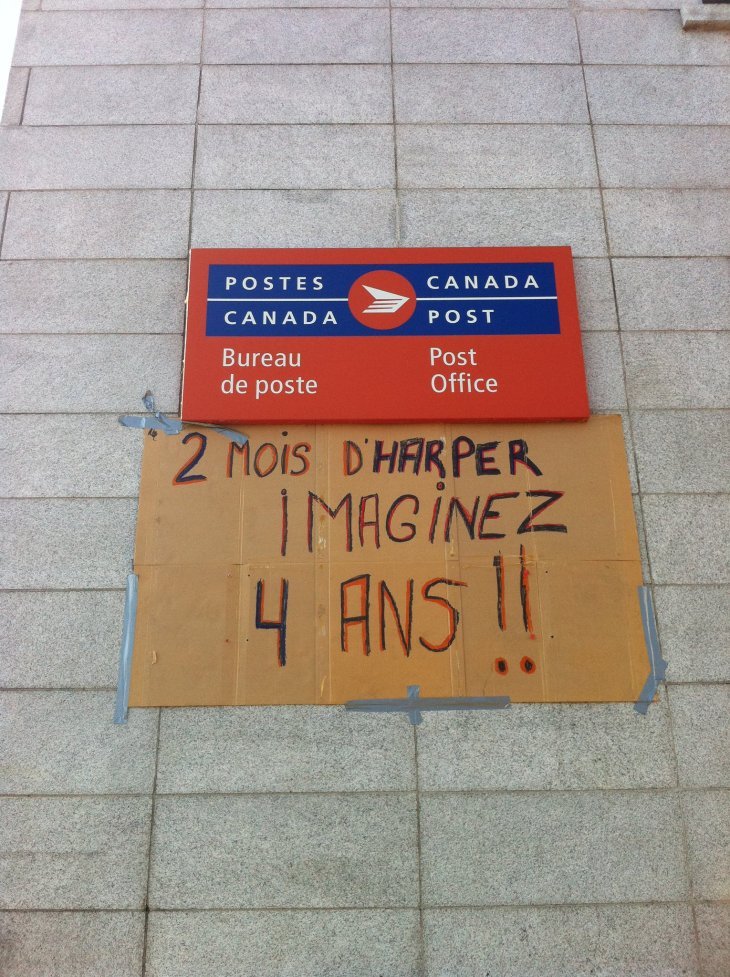 POSTES
CANADA
CANADA
POST
Bureau
de poste
Post
Office
2 MOIS D'HARPER
iMAGiNEZ
4 ANS !!